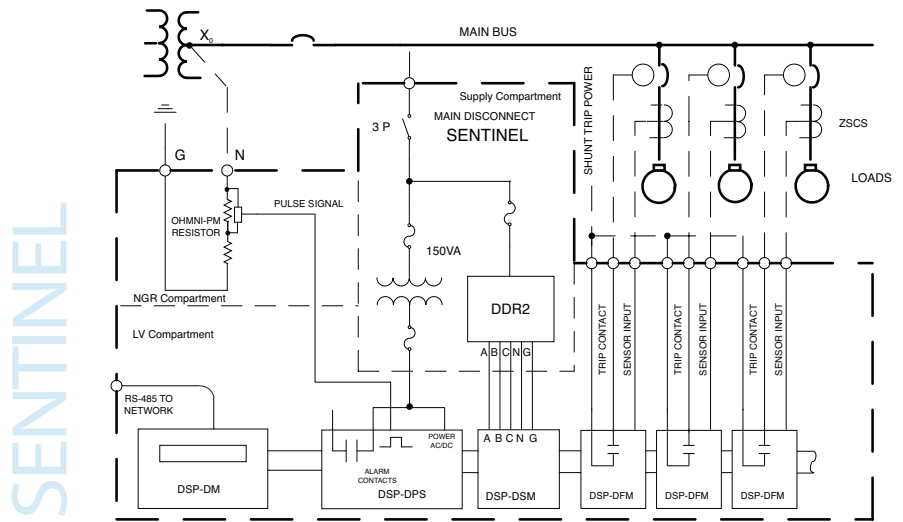 SENTINEL
X0
MAIN BUS
Supply Compartment
MAIN DISCONNECT
SENTINEL
3 P
SHUNT TRIP POWER
ZSCS
LOADS
G
N
PULSE SIGNAL
OHMNI-PM
RESISTOR
150VA
NGR Compartment
LV Compartment
DDR2
A B C N G
TRIP CONTACT
SENSOR INPUT
TRIP CONTACT
SENSOR INPUT
TRIP CONTACT
SENSOR INPUT
RS-485 TO
NETWORK
POWER
AC/DC
A B C N G
ALARM
CONTACTS
DSP-DM
DSP-DPS
DSP-DSM
DSP-DFM
DSP-DFM
DSP-DFM